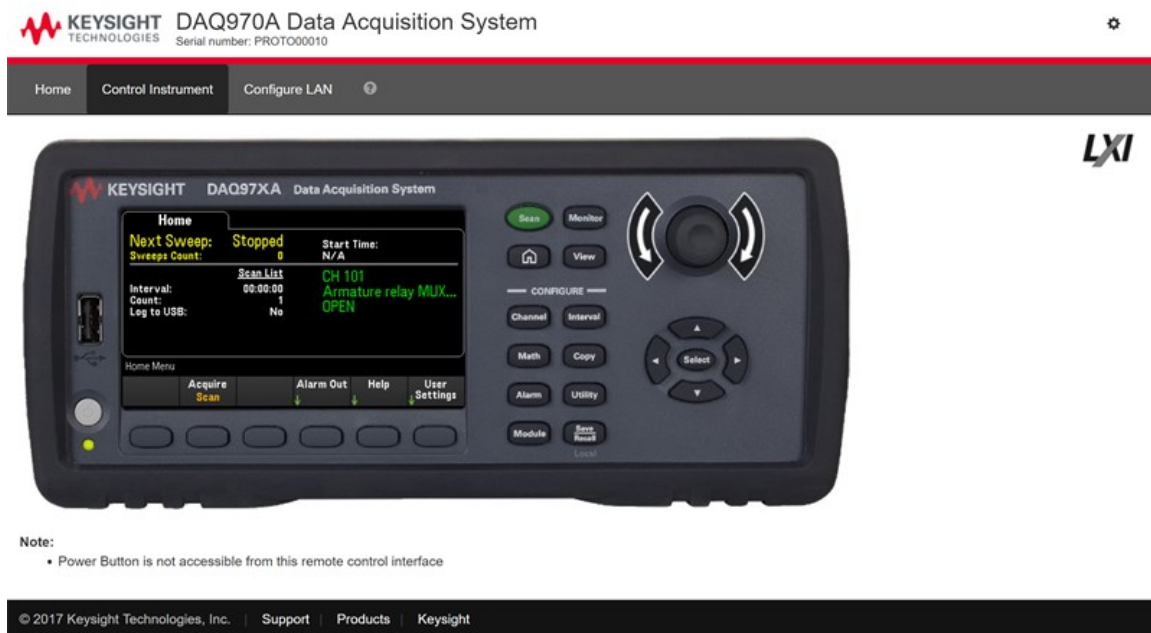 KEYSIGHT
TECHNOLOGIES
DAQ970A Data Acquisition System
Serial number: PROTO00010
Home Control Instrument Configure LAN ?
LXI
KEYSIGHT DAQ97XA Data Acquisition System
Home
Next Sweep: Stopped
Sweeps Count: 0
Start Time:
N/A
Scan List
Interval: 00:00:00
Count: 1
Log to USB: No
CH 101
Armature relay MUX...
OPEN
Home Menu
Acquire
Scan
Alarm Out
Help
User
Settings
Scan Monitor
View
CONFIGURE
Channel Interval
Math Copy
Alarm Utility
Module Save
Recall
Local
Select
Note:
• Power Button is not accessible from this remote control interface
© 2017 Keysight Technologies, Inc. | Support | Products | Keysight